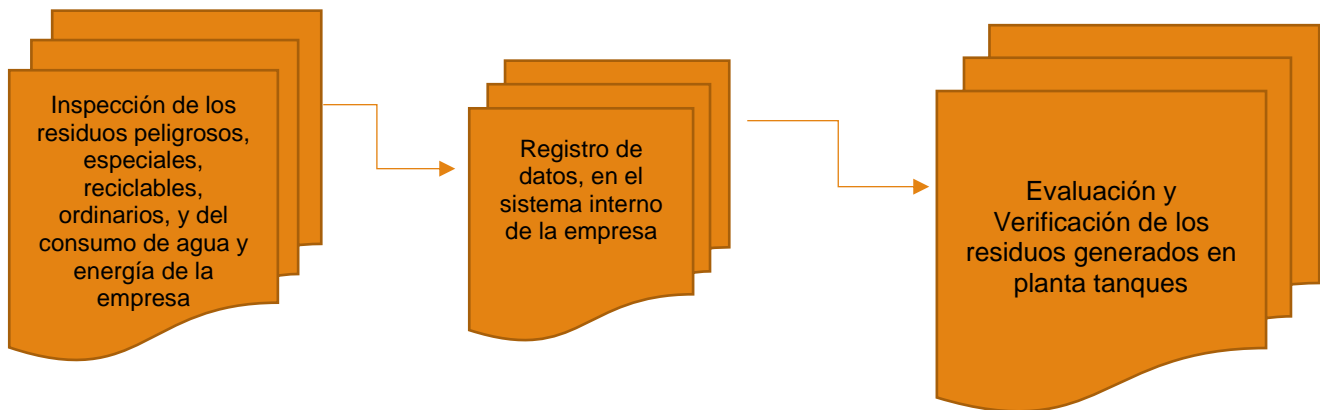 Inspección de los
residuos peligrosos,
especiales,
reciclables,
ordinarios, y del
consumo de agua y
energía de la
empresa
Registro de
datos, en el
sistema interno
de la empresa
Evaluación y
Verificación de los
residuos generados en
planta tanques